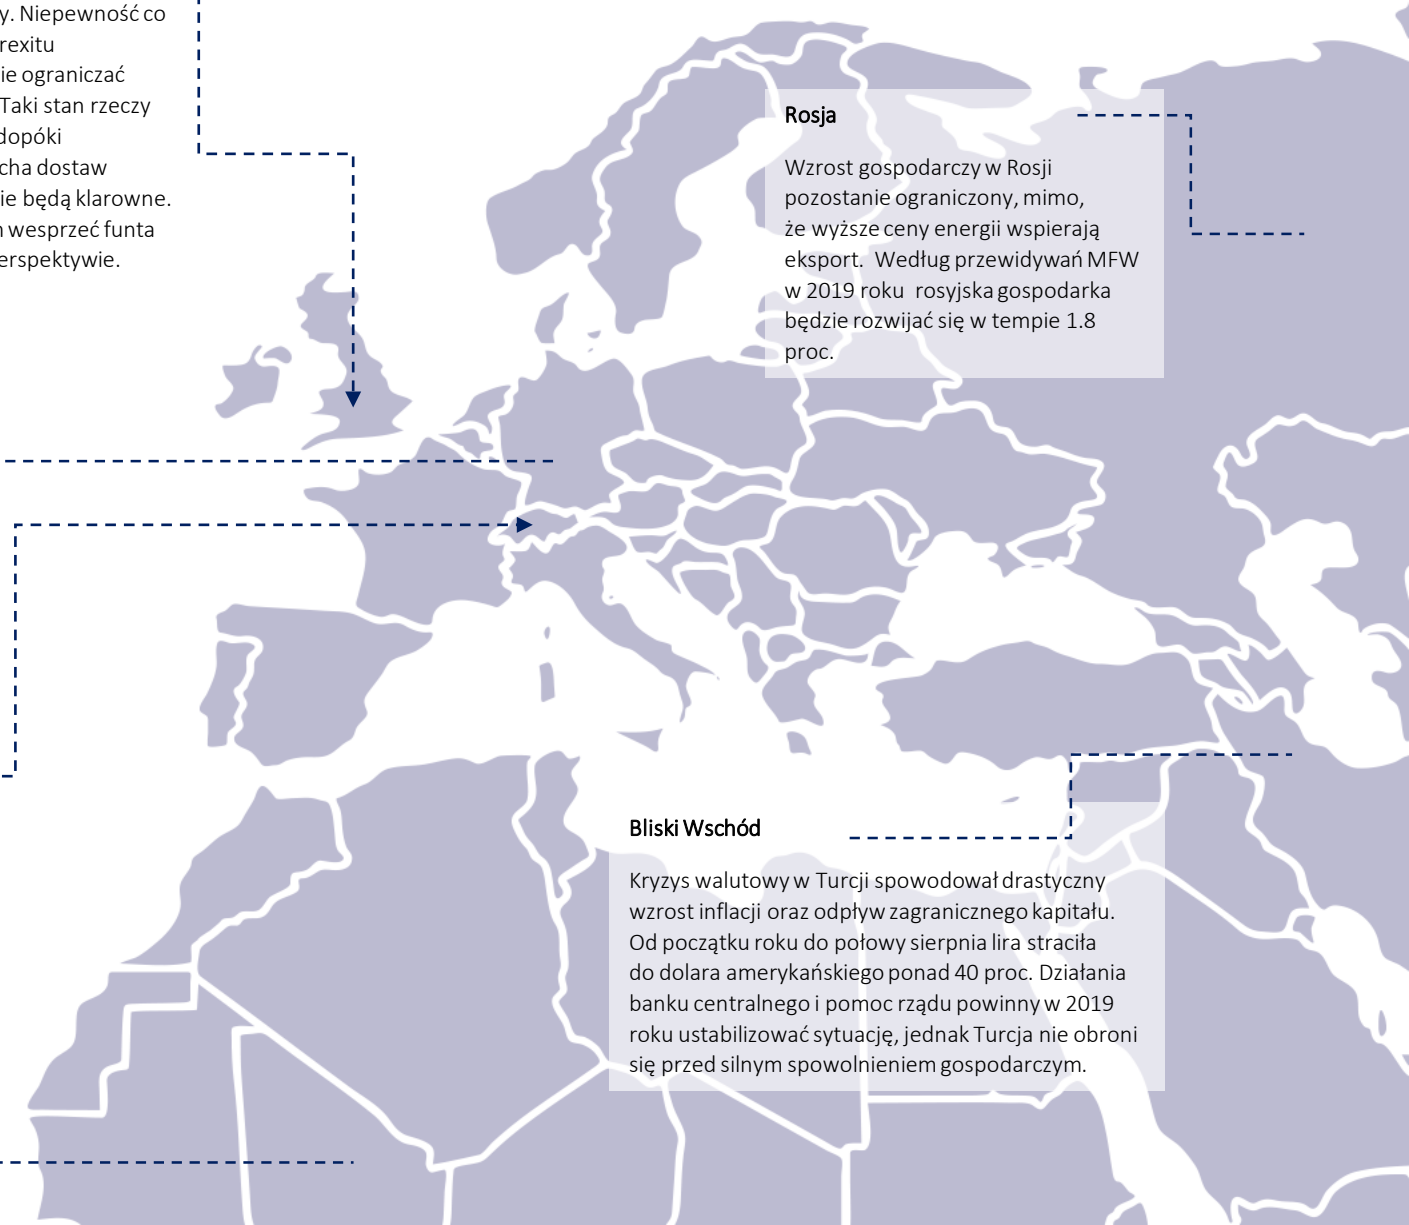 y. Niepewność co
rexitu
ie ograniczać
Taki stan rzeczy
dopóki
cha dostaw
ie będą klarowne.
wesprzeć funta
erspektywie.
Rosja
Wzrost gospodarczy w Rosji
pozostanie ograniczony, mimo,
że wyższe ceny energii wspierają
eksport. Według przewidywań MFW
w 2019 roku rosyjska gospodarka
będzie rozwijać się w tempie 1.8
proc.
Bliski Wschód
Kryzys walutowy w Turcji spowodował drastyczny
wzrost inflacji oraz odpływ zagranicznego kapitału.
Od początku roku do połowy sierpnia lira straciła
do dolara amerykańskiego ponad 40 proc. Działania
banku centralnego i pomoc rządu powinny w 2019
roku ustabilizować sytuację, jednak Turcja nie obroni
się przed silnym spowolnieniem gospodarczym.